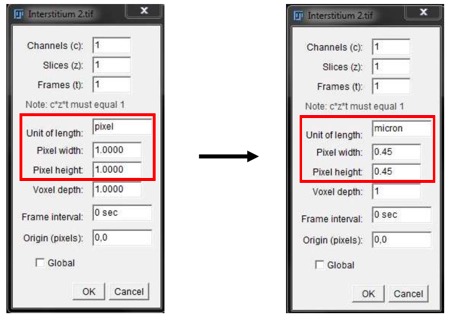 Interstitium 2.tif
x
Channels (c): 1
Slices (z): 1
Frames (t): 1
Note: c*z*t must equal 1
Unit of length: pixel
Pixel width: 1.0000
Pixel height: 1.0000
Voxel depth: 1.0000
Frame interval: 0 sec
Origin (pixels): 0,0
Global
OK Cancel
Interstitium 2.tif
x
Channels (c): 1
Slices (z): 1
Frames (t): 1
Note: c*z*t must equal 1
Unit of length: micron
Pixel width: 0.45
Pixel height: 0.45
Voxel depth: 1
Frame interval: 0 sec
Origin (pixels): 0,0
Global
OK Cancel